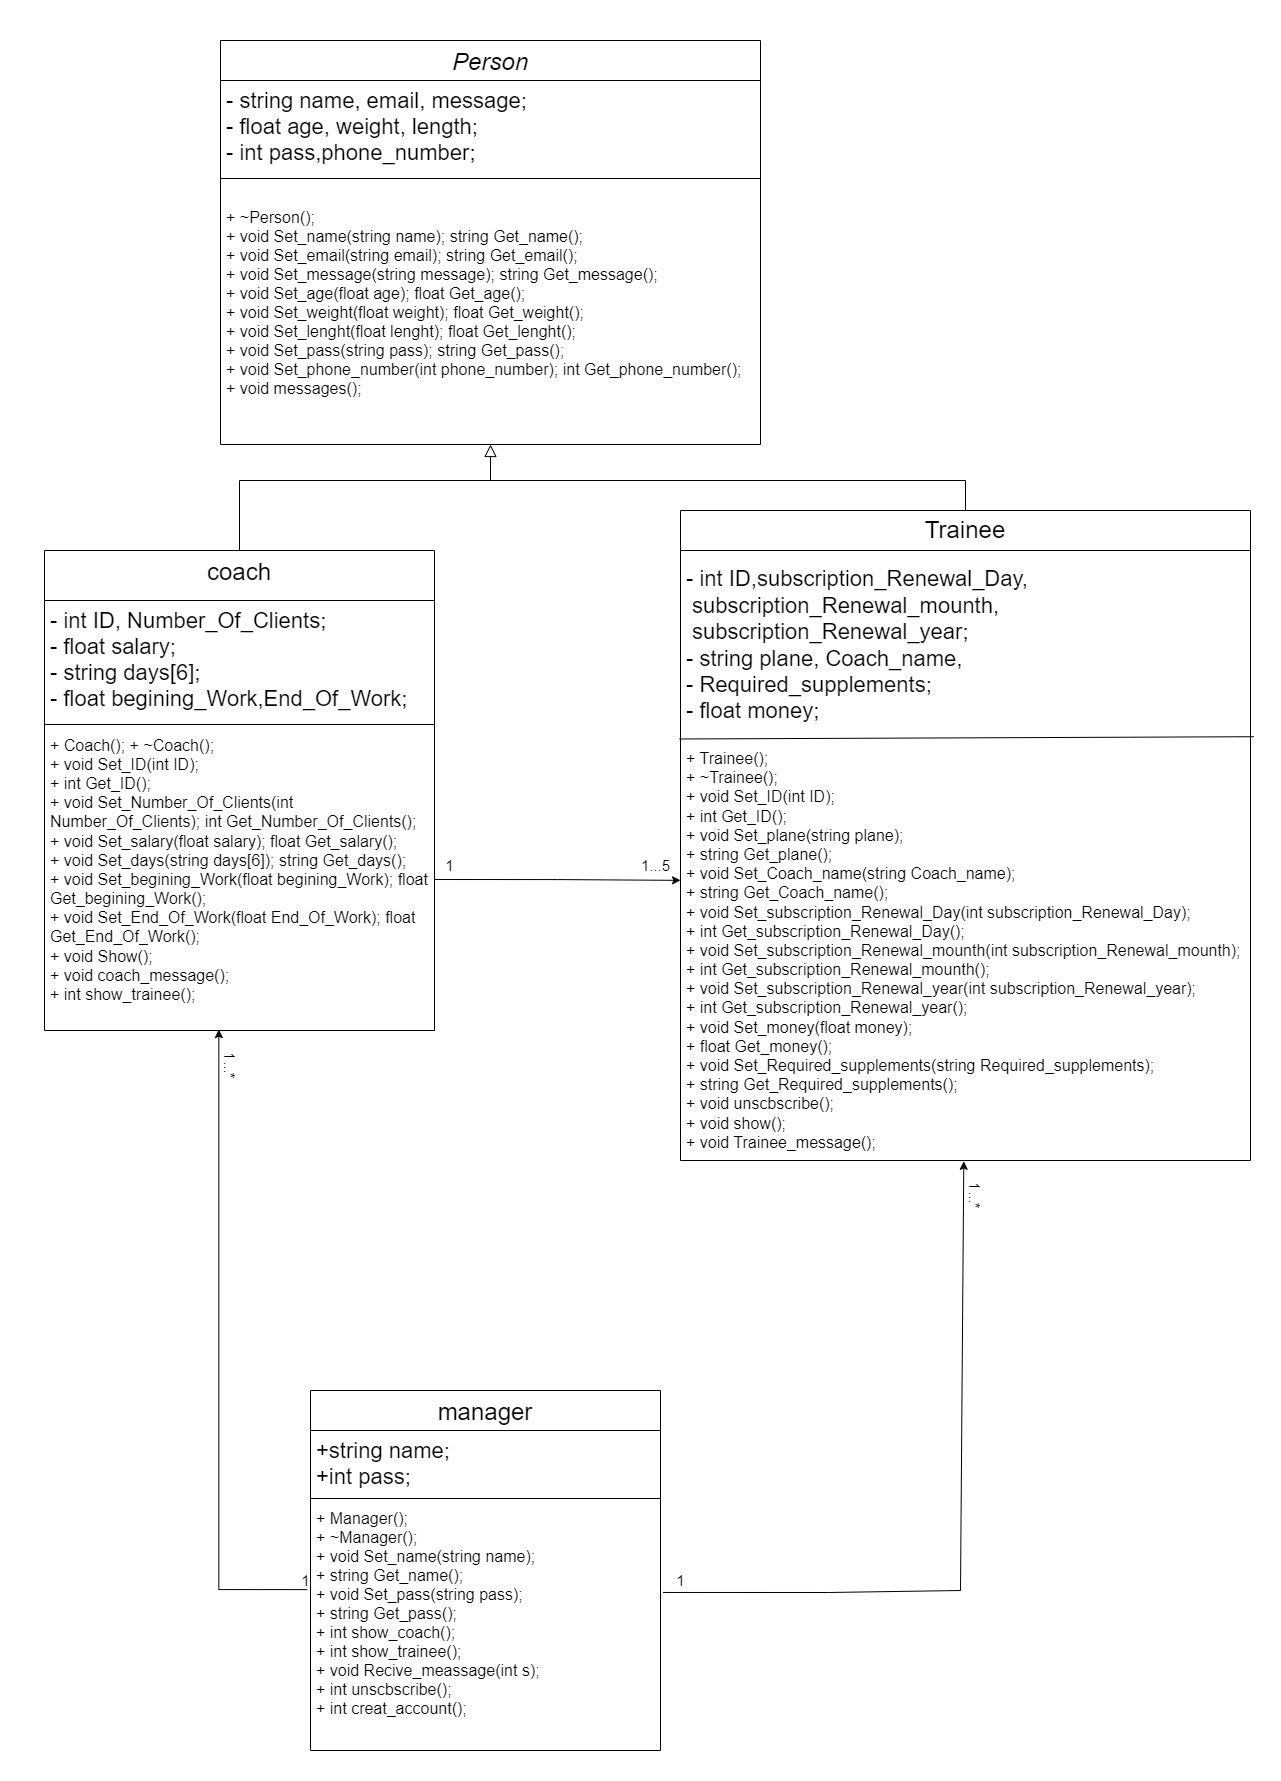 Person
- string name, email, message;
- float age, weight, length;
- int pass,phone_number;
+ ~Person();
+ void Set_name(string name); string Get_name();
+ void Set_email(string email); string Get_email();
+ void Set_message(string message); string Get_message();
+ void Set_age(float age); float Get_age();
+ void Set_weight(float weight); float Get_weight();
+ void Set_lenght(float lenght); float Get_lenght();
+ void Set_pass(string pass); string Get_pass();
+ void Set_phone_number(int phone_number); int Get_phone_number();
+ void messages();
coach
- int ID, Number_Of_Clients;
- float salary;
- string days[6];
- float begining_Work,End_Of_Work;
+ Coach(); + ~Coach();
+ void Set_ID(int ID);
+ int Get_ID();
+ void Set_Number_Of_Clients(int
Number_Of_Clients); int Get_Number_Of_Clients();
+ void Set_salary(float salary); float Get_salary();
+ void Set_days(string days[6]); string Get_days();
+ void Set_begining_Work(float begining_Work); float
Get_begining_Work();
+ void Set_End_Of_Work(float End_Of_Work); float
Get_End_Of_Work();
+ void Show();
+ void coach_message();
+ int show_trainee();
1
1...5
Trainee
- int ID,subscription_Renewal_Day,
subscription_Renewal_mounth,
subscription_Renewal_year;
- string plane, Coach_name,
- Required_supplements;
- float money;
+ Trainee();
+ ~Trainee();
+ void Set_ID(int ID);
+ int Get_ID();
+ void Set_plane(string plane);
+ string Get_plane();
+ void Set_Coach_name(string Coach_name);
+ string Get_Coach_name();
+ void Set_subscription_Renewal_Day(int subscription_Renewal_Day);
+ int Get_subscription_Renewal_Day();
+ void Set_subscription_Renewal_mounth(int subscription_Renewal_mounth);
+ int Get_subscription_Renewal_mounth();
+ void Set_subscription_Renewal_year(int subscription_Renewal_year);
+ int Get_subscription_Renewal_year();
+ void Set_money(float money);
+ float Get_money();
+ void Set_Required_supplements(string Required_supplements);
+ string Get_Required_supplements();
+ void unscbscribe();
+ void show();
+ void Trainee_message();
1...*
1...*
manager
+string name;
+int pass;
+ Manager();
+ ~Manager();
+ void Set_name(string name);
+ string Get_name();
+ void Set_pass(string pass);
+ string Get_pass();
+ int show_coach();
+ int show_trainee();
+ void Recive_meassage(int s);
+ int unscbscribe();
+ int creat_account();
1
1